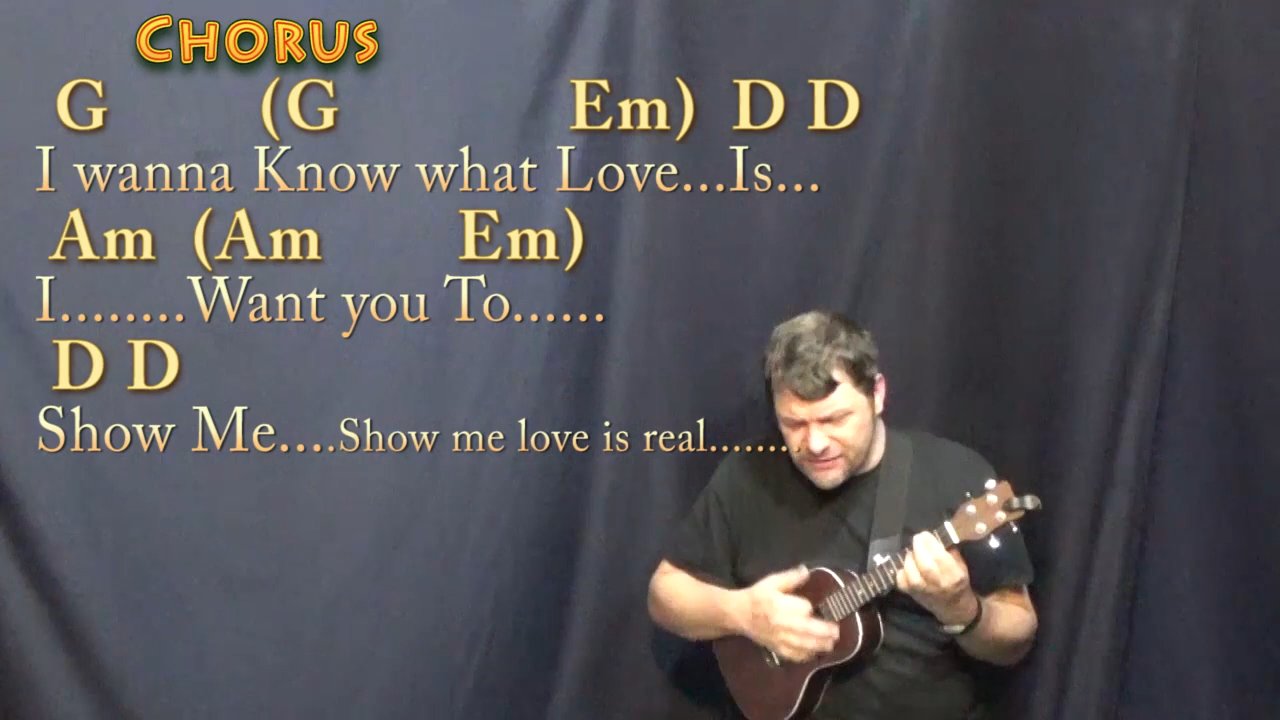 CHORUS
G (G Em) D D
I wanna Know what Love...Is...
Am (Am Em)
I........Want you To......
D D
Show Me....Show me love is real........